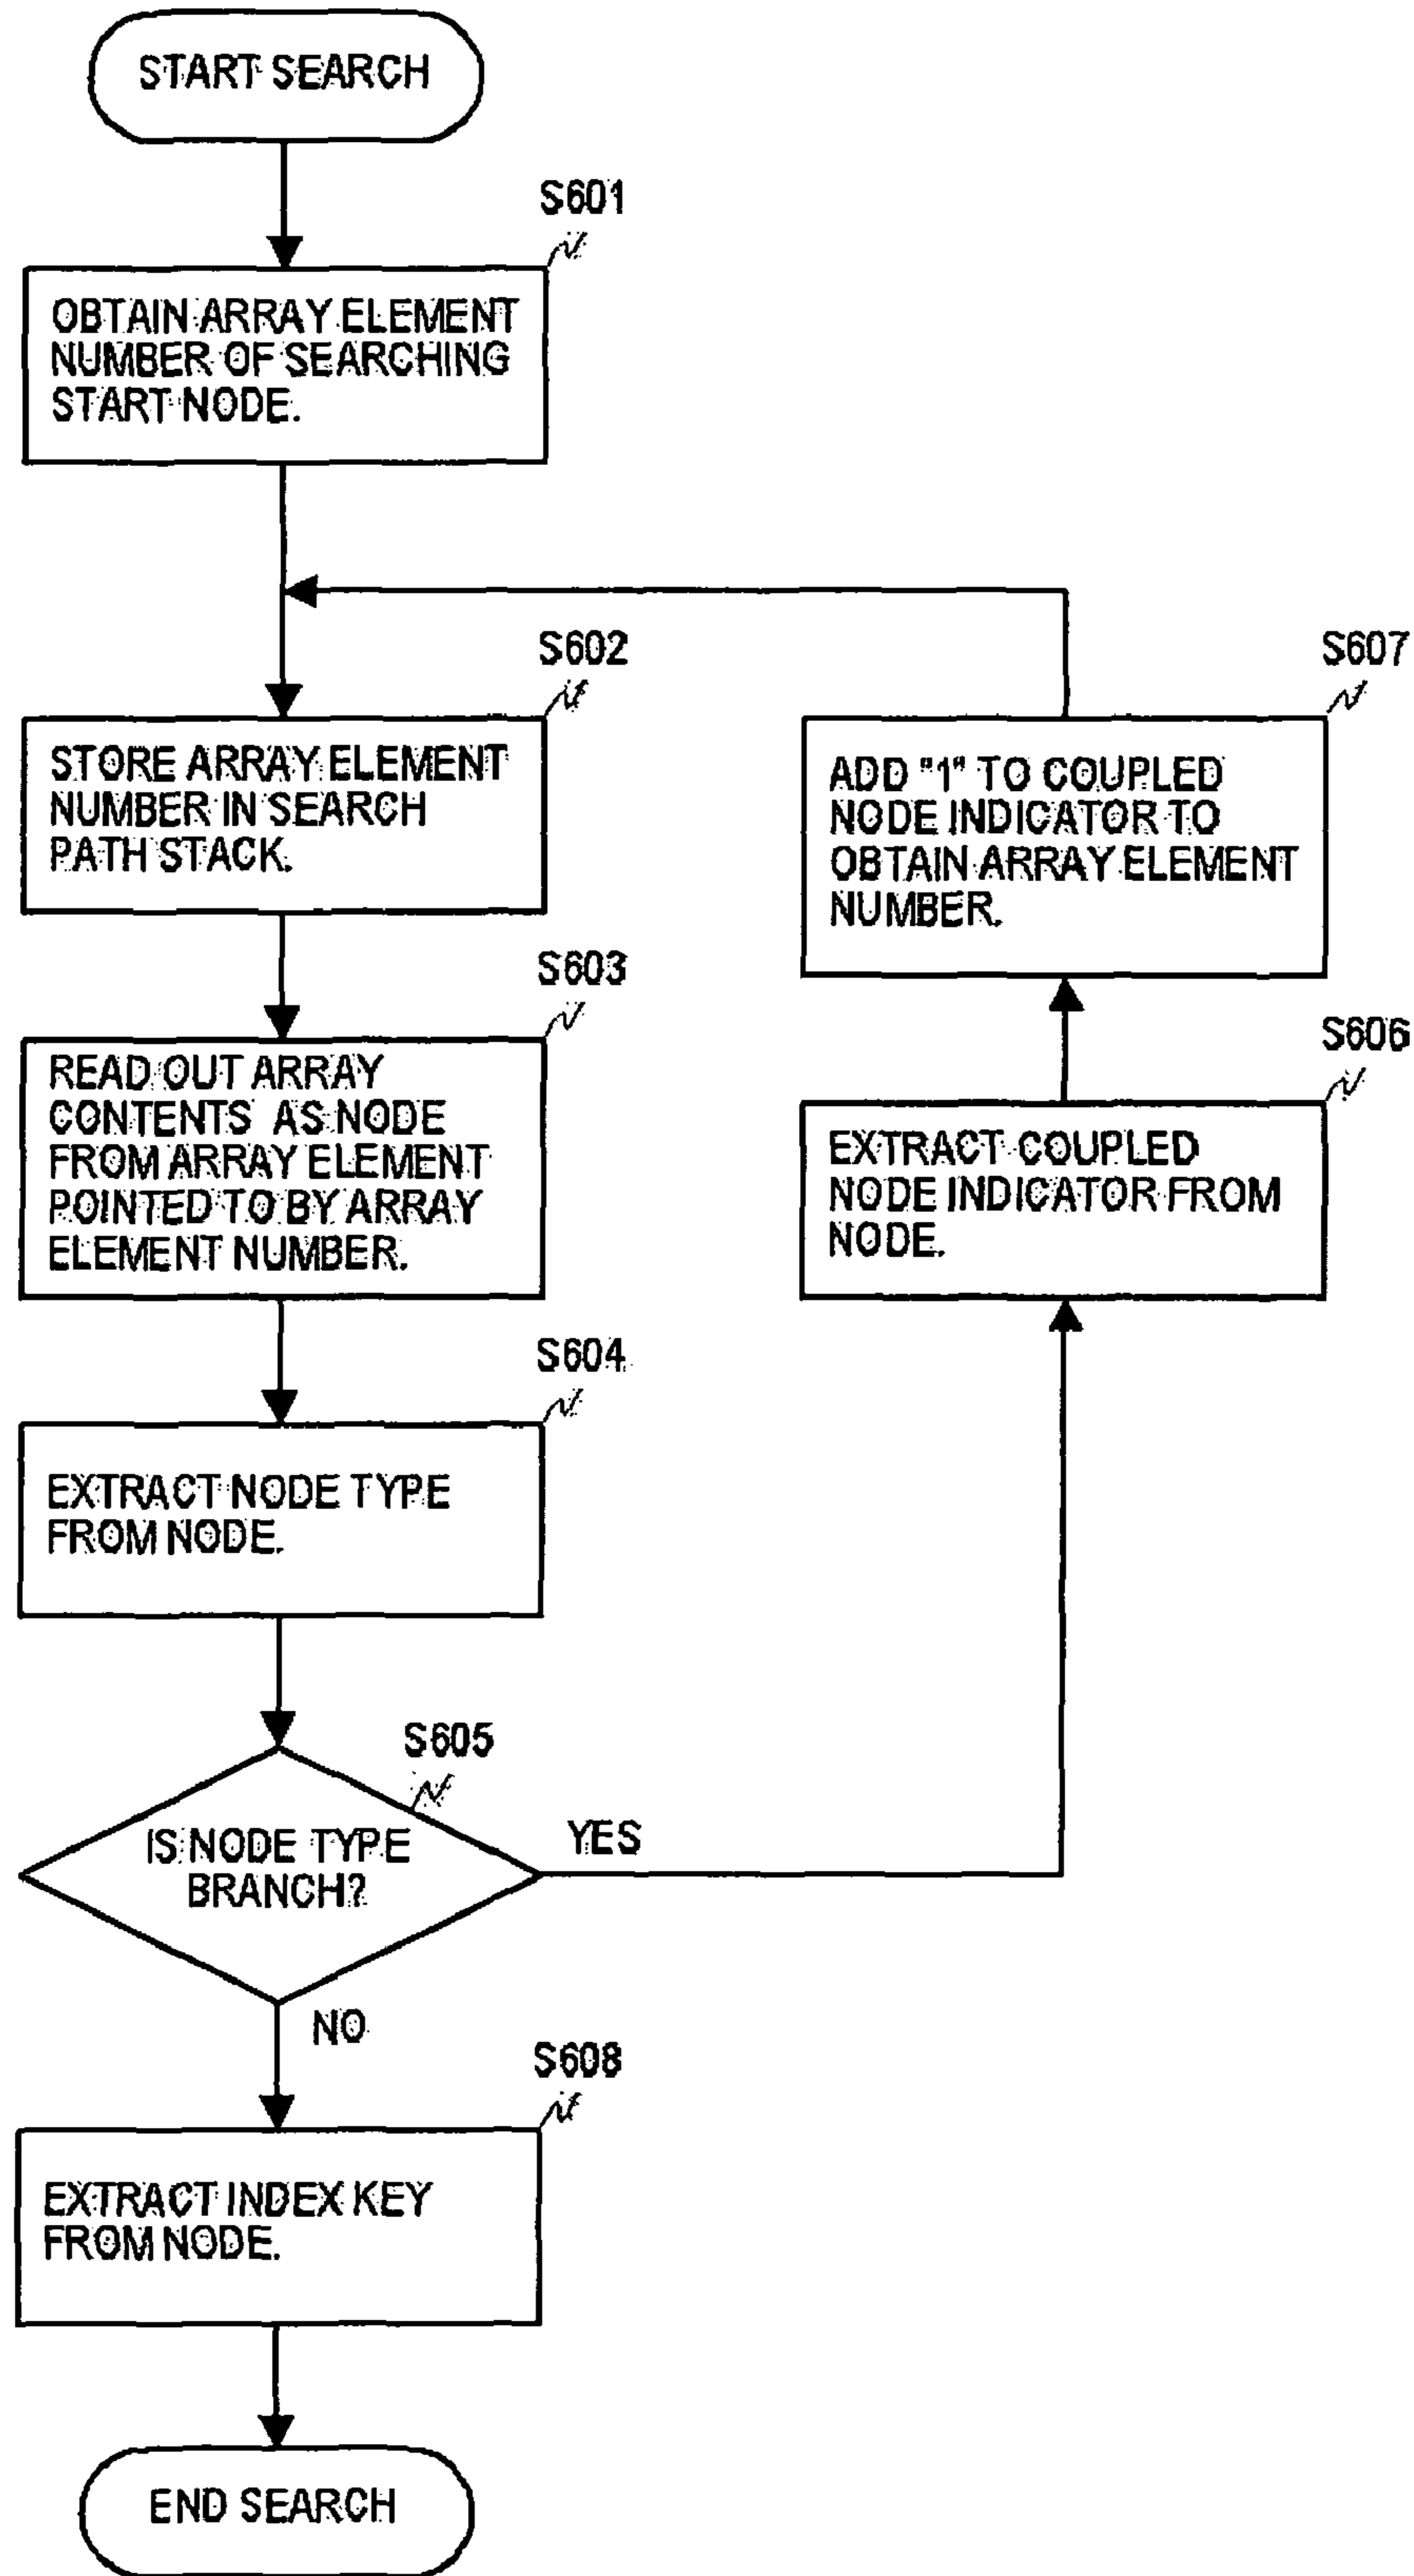 START SEARCH
S601
OBTAIN ARRAY ELEMENT
NUMBER OF SEARCHING
START NODE.
S602
STORE ARRAY ELEMENT
NUMBER IN SEARCH
PATH STACK.
S603
READ OUT ARRAY
CONTENTS AS NODE
FROM ARRAY ELEMENT
POINTED TO BY ARRAY
ELEMENT NUMBER.
S604
EXTRACT NODE TYPE
FROM NODE.
S605
IS NODE TYPE
BRANCH?
YES
NO
S606
EXTRACT COUPLED
NODE INDICATOR FROM
NODE.
S607
ADD "1" TO COUPLED
NODE INDICATOR TO
OBTAIN ARRAY ELEMENT
NUMBER.
S608
EXTRACT INDEX KEY
FROM NODE.
END SEARCH